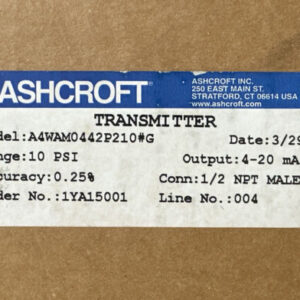 ASHCROFT
ASHCROFT INC.
250 EAST MAIN ST.
STRATFORD, CT 06614 USA
www.ashcroft.com
TRANSMITTER
del:A4WAM0442P210#G Date:3/29
nge:10 PSI Output:4-20 mA
curacy:0.25% Conn:1/2 NPT MALE
der No.:1YA15001 Line No.:004